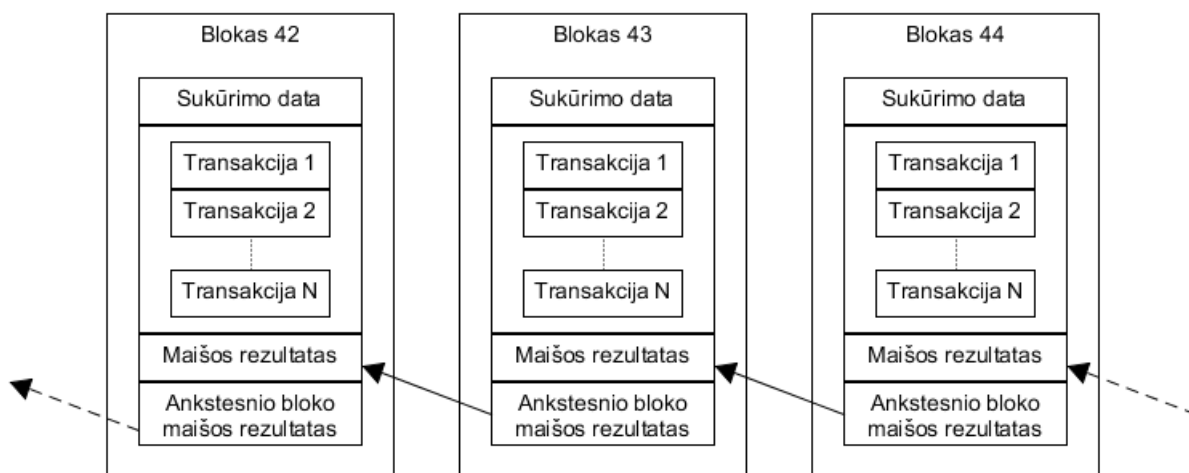 Blokas 42
Sukūrimo data
Transakcija 1
Transakcija 2
Transakcija N
Maišos rezultatas
Ankstesnio bloko
maišos rezultatas
Blokas 43
Sukūrimo data
Transakcija 1
Transakcija 2
Transakcija N
Maišos rezultatas
Ankstesnio bloko
maišos rezultatas
Blokas 44
Sukūrimo data
Transakcija 1
Transakcija 2
Transakcija N
Maišos rezultatas
Ankstesnio bloko
maišos rezultatas